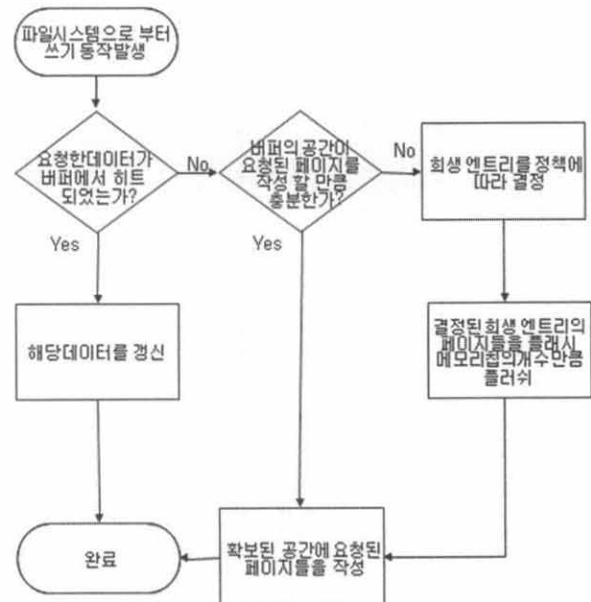 파일시스템으로 부터
쓰기 동작발생
요청한데이터가
버퍼에서 히트
되었는가?
No
버퍼의 공간이
요청된 페이지를
작성 할 만큼
충분한가?
No
희생 엔트리를 정책에
따라 결정
Yes
Yes
해당데이터를 갱신
결정된 희생 엔트리의
페이지들을 플래시
메모리칩의개수만큼
플러쉬
완료
확보된 공간에 요청된
페이지들을 작성